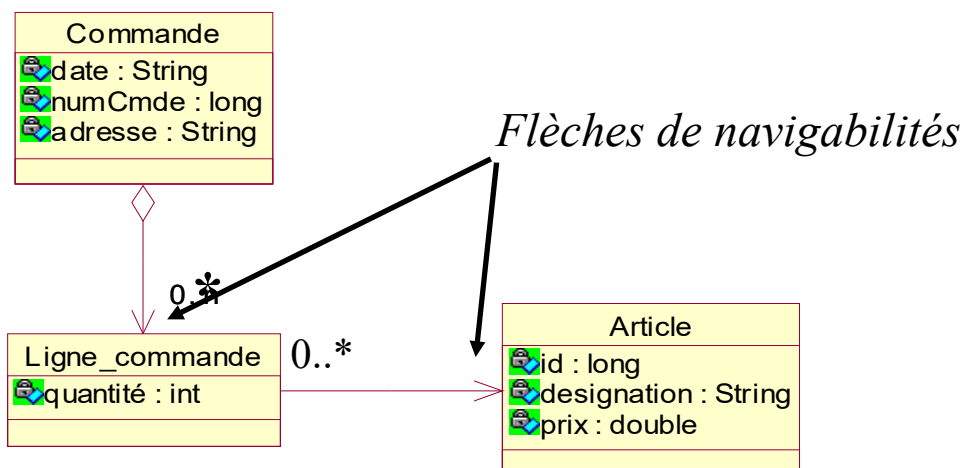 Commande
date : String
numCmde : long
adresse : String
Flèches de navigabilités
0..*
Ligne_commande
quantité : int
0..*
Article
id : long
designation : String
prix : double